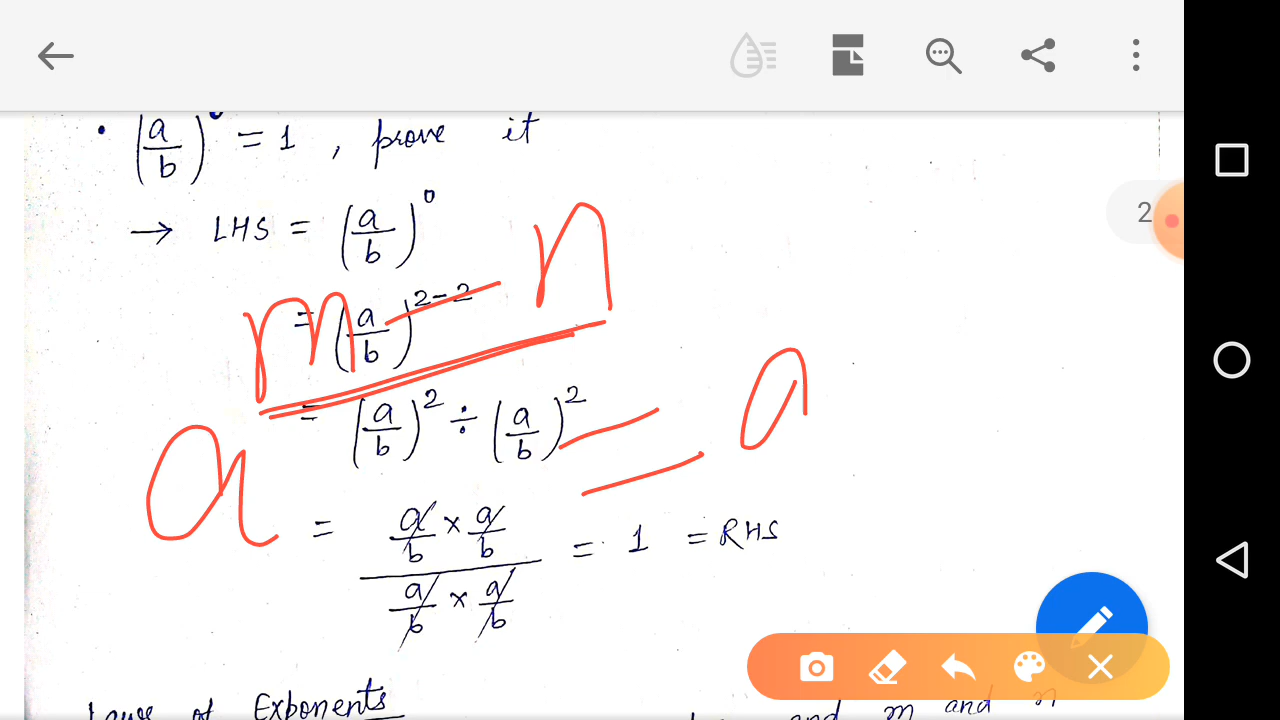 • (a/b)⁰ = 1 , prove it
→ LHS = (a/b)⁰
= (a/b)²⁻²
m - n
= (a/b)² ÷ (a/b)²
a = a
= (a/b × a/b) / (a/b × a/b) = 1 = RHS
Laws of Exponents
and m and n
2